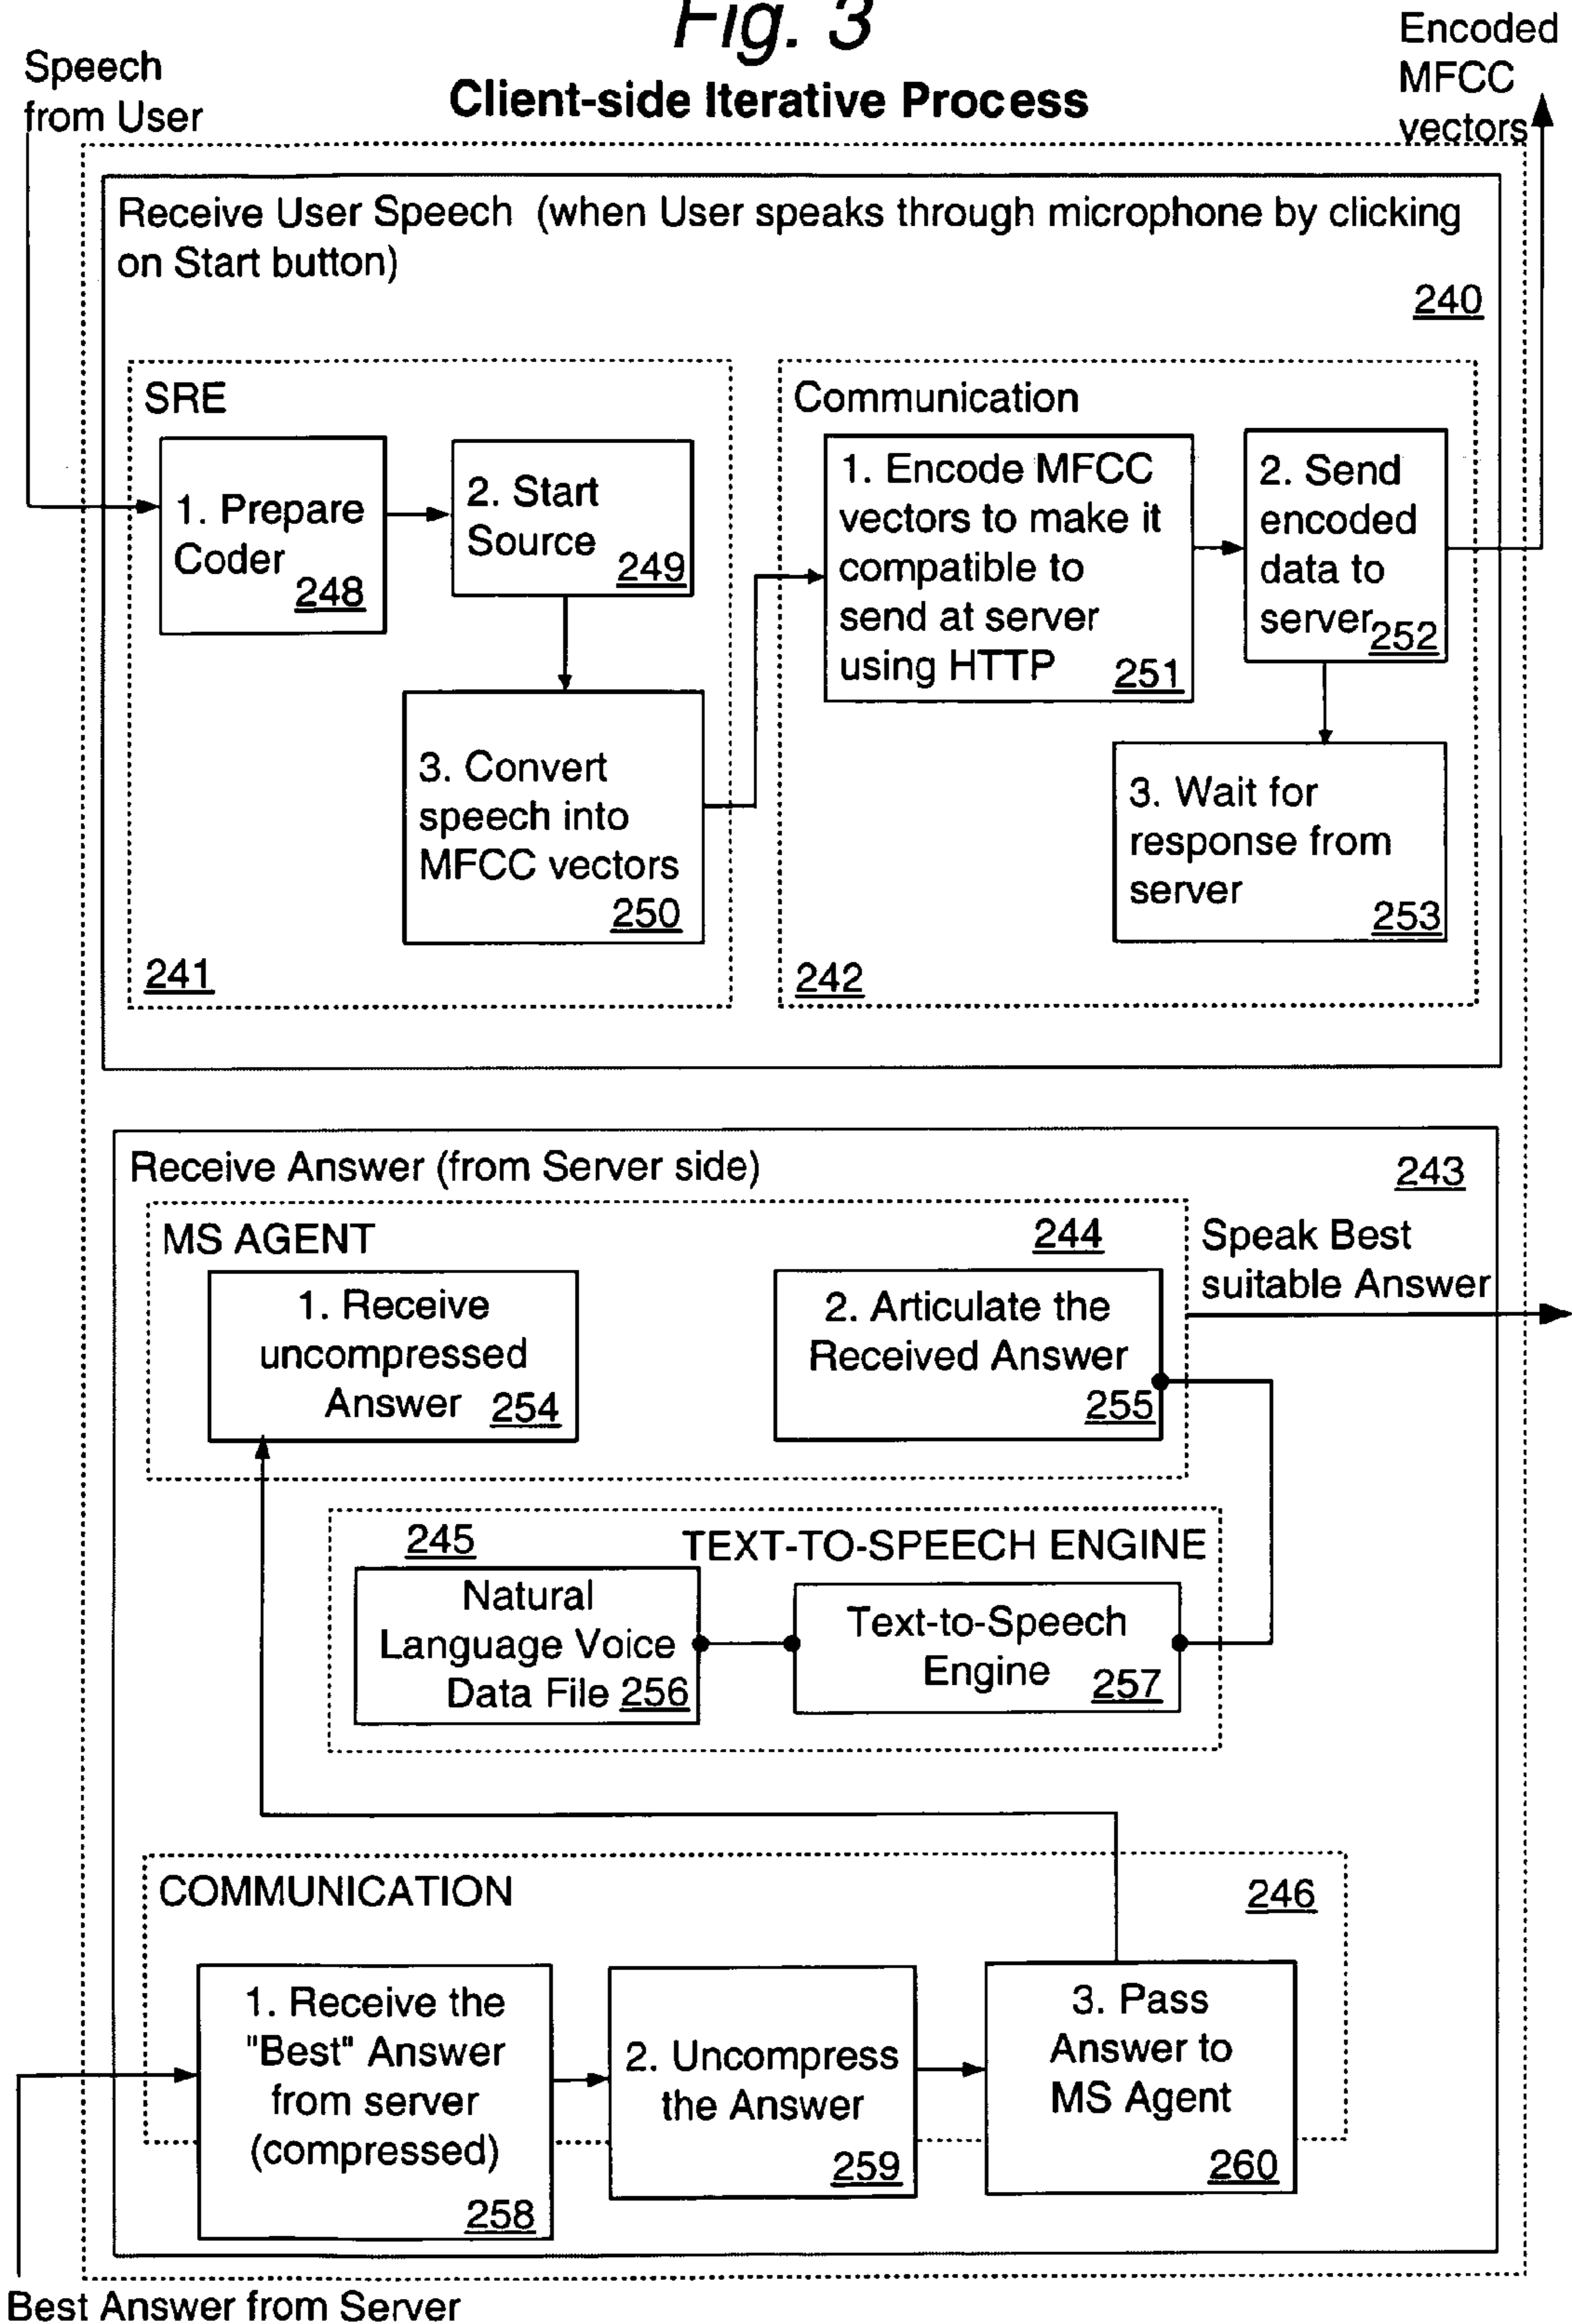 Fig. 3
Client-side Iterative Process
Speech
from User
Encoded
MFCC
vectors
Receive User Speech (when User speaks through microphone by clicking
on Start button)
240
SRE
1. Prepare
Coder
248
2. Start
Source
249
3. Convert
speech into
MFCC vectors
250
241
Communication
1. Encode MFCC
vectors to make it
compatible to
send at server
using HTTP
251
2. Send
encoded
data to
server
252
3. Wait for
response from
server
253
242
Receive Answer (from Server side)
243
MS AGENT
244
1. Receive
uncompressed
Answer 254
2. Articulate the
Received Answer
255
Speak Best
suitable Answer
245
TEXT-TO-SPEECH ENGINE
Natural
Language Voice
Data File 256
Text-to-Speech
Engine
257
COMMUNICATION
246
1. Receive the
"Best" Answer
from server
(compressed)
258
2. Uncompress
the Answer
259
3. Pass
Answer to
MS Agent
260
Best Answer from Server